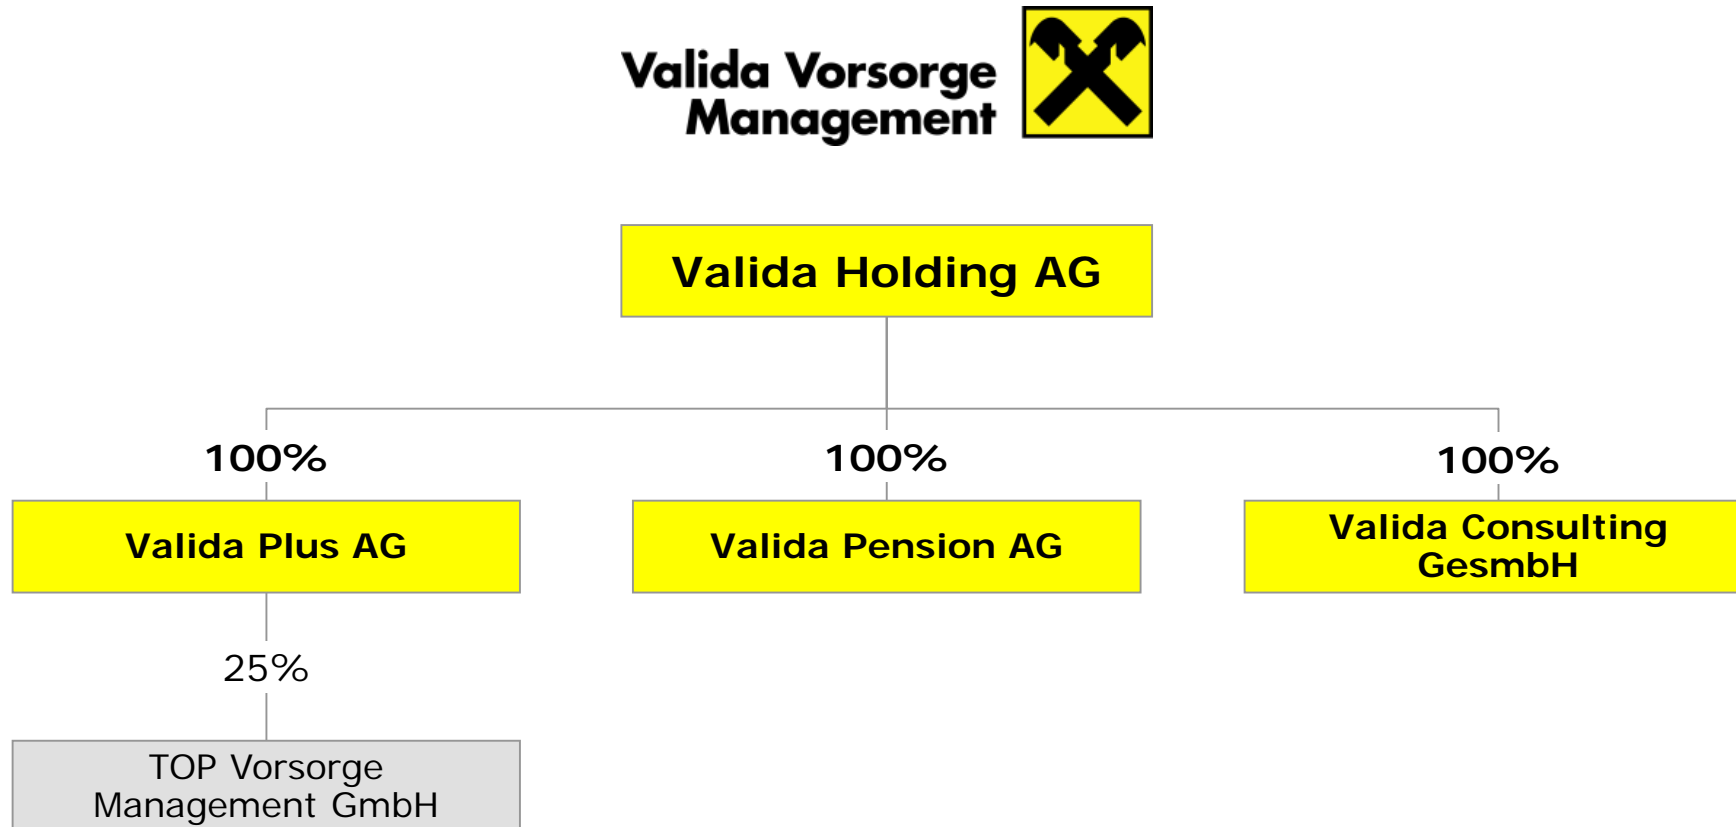 Valida Vorsorge
Management
Valida Holding AG
100%
100%
100%
Valida Plus AG
Valida Pension AG
Valida Consulting
GesmbH
25%
TOP Vorsorge
Management GmbH